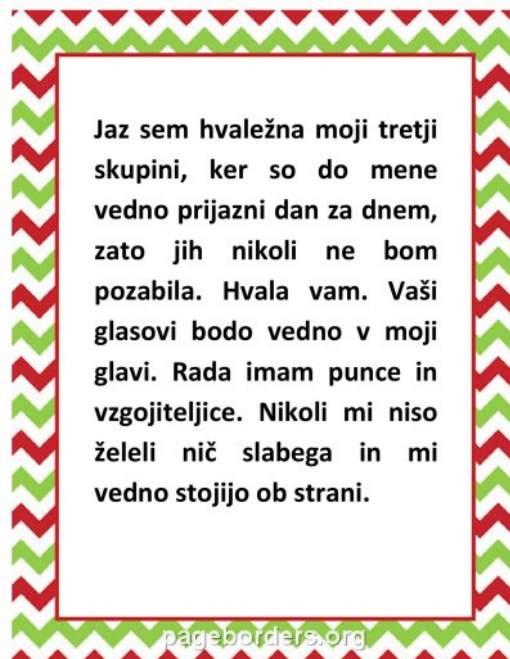 Jaz sem hvaležna moji tretji
skupini, ker so do mene
vedno prijazni dan za dnem,
zato jih nikoli ne bom
pozabila. Hvala vam. Vaši
glasovi bodo vedno v moji
glavi. Rada imam punce in
vzgojiteljice. Nikoli mi niso
želeli nič slabega in mi
vedno stojijo ob strani.
pageborders.org